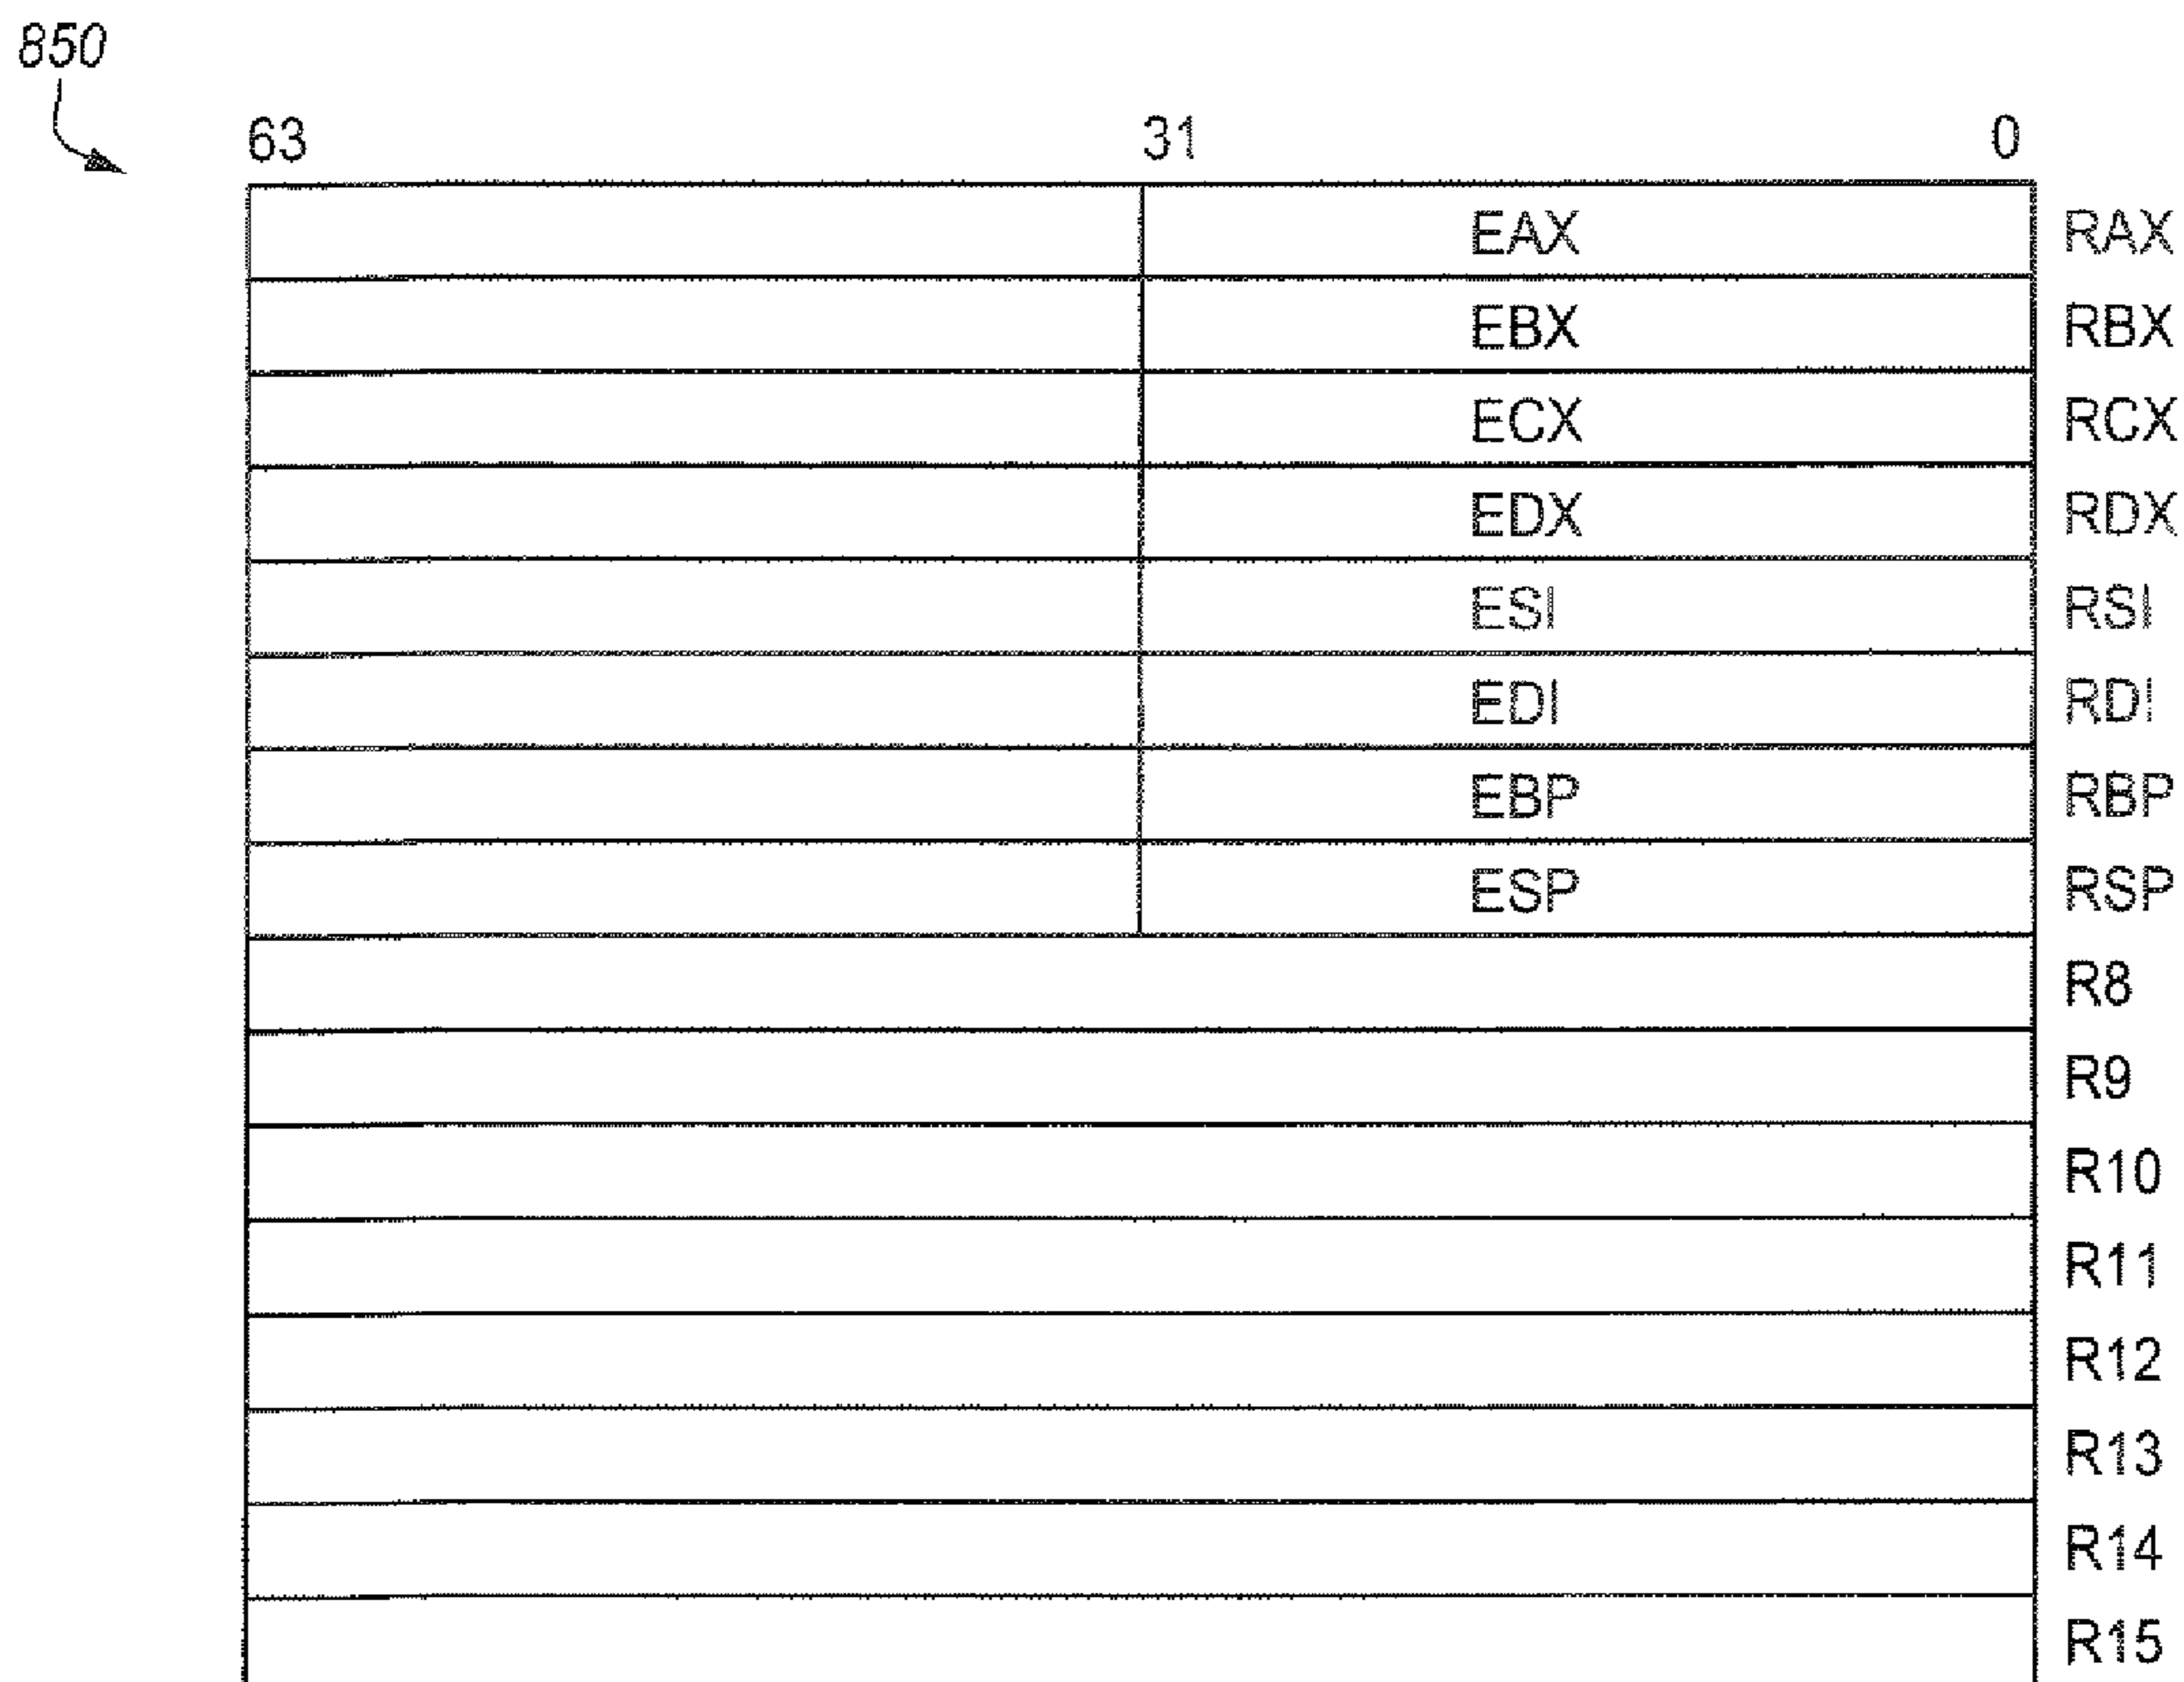 850
63 31 0
EAX RAX
EBX RBX
ECX RCX
EDX RDX
ESI RSI
EDI RDI
EBP RBP
ESP RSP
R8
R9
R10
R11
R12
R13
R14
R15